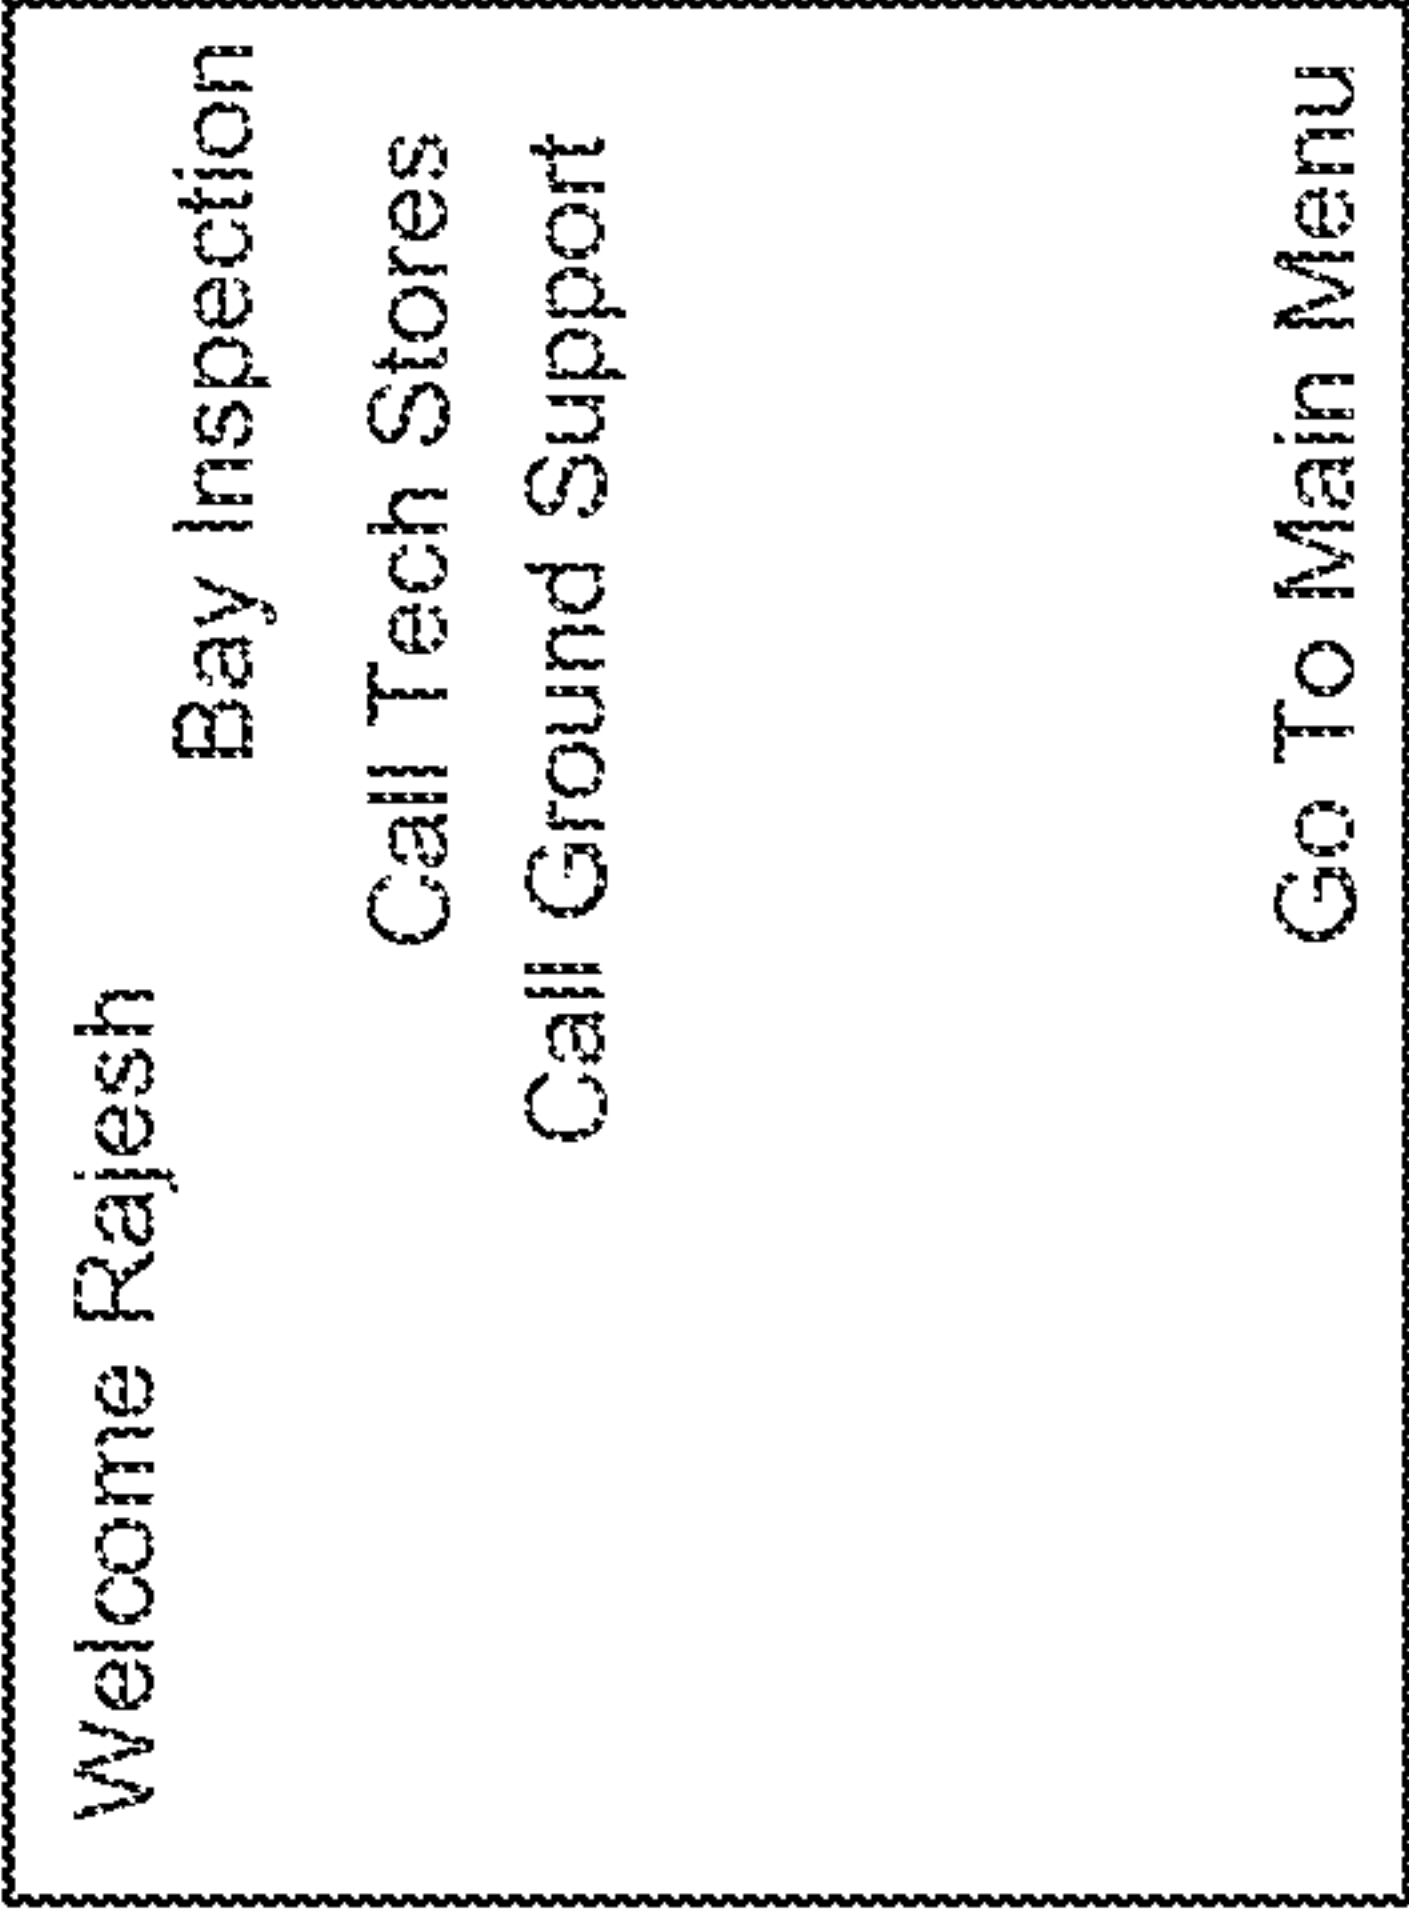 Welcome Rajesh
Bay Inspection
Call Tech Stores
Call Ground Support
Go To Main Menu